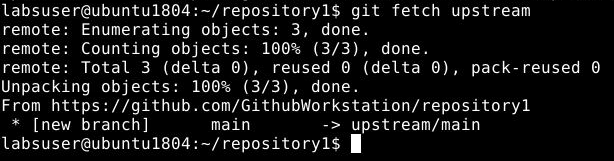 labsuser@ubuntu1804:~/repository1$ git fetch upstream
remote: Enumerating objects: 3, done.
remote: Counting objects: 100% (3/3), done.
remote: Total 3 (delta 0), reused 0 (delta 0), pack-reused 0
Unpacking objects: 100% (3/3), done.
From https://github.com/GithubWorkstation/repository1
 * [new branch]      main       -> upstream/main
labsuser@ubuntu1804:~/repository1$